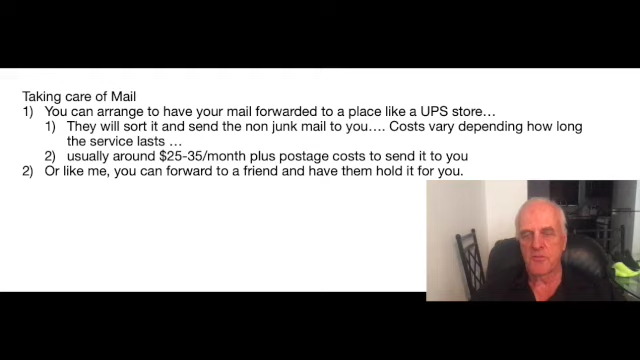 Taking care of Mail
1) You can arrange to have your mail forwarded to a place like a UPS store…
1) They will sort it and send the non junk mail to you…. Costs vary depending how long
the service lasts …
2) usually around $25-35/month plus postage costs to send it to you
2) Or like me, you can forward to a friend and have them hold it for you.